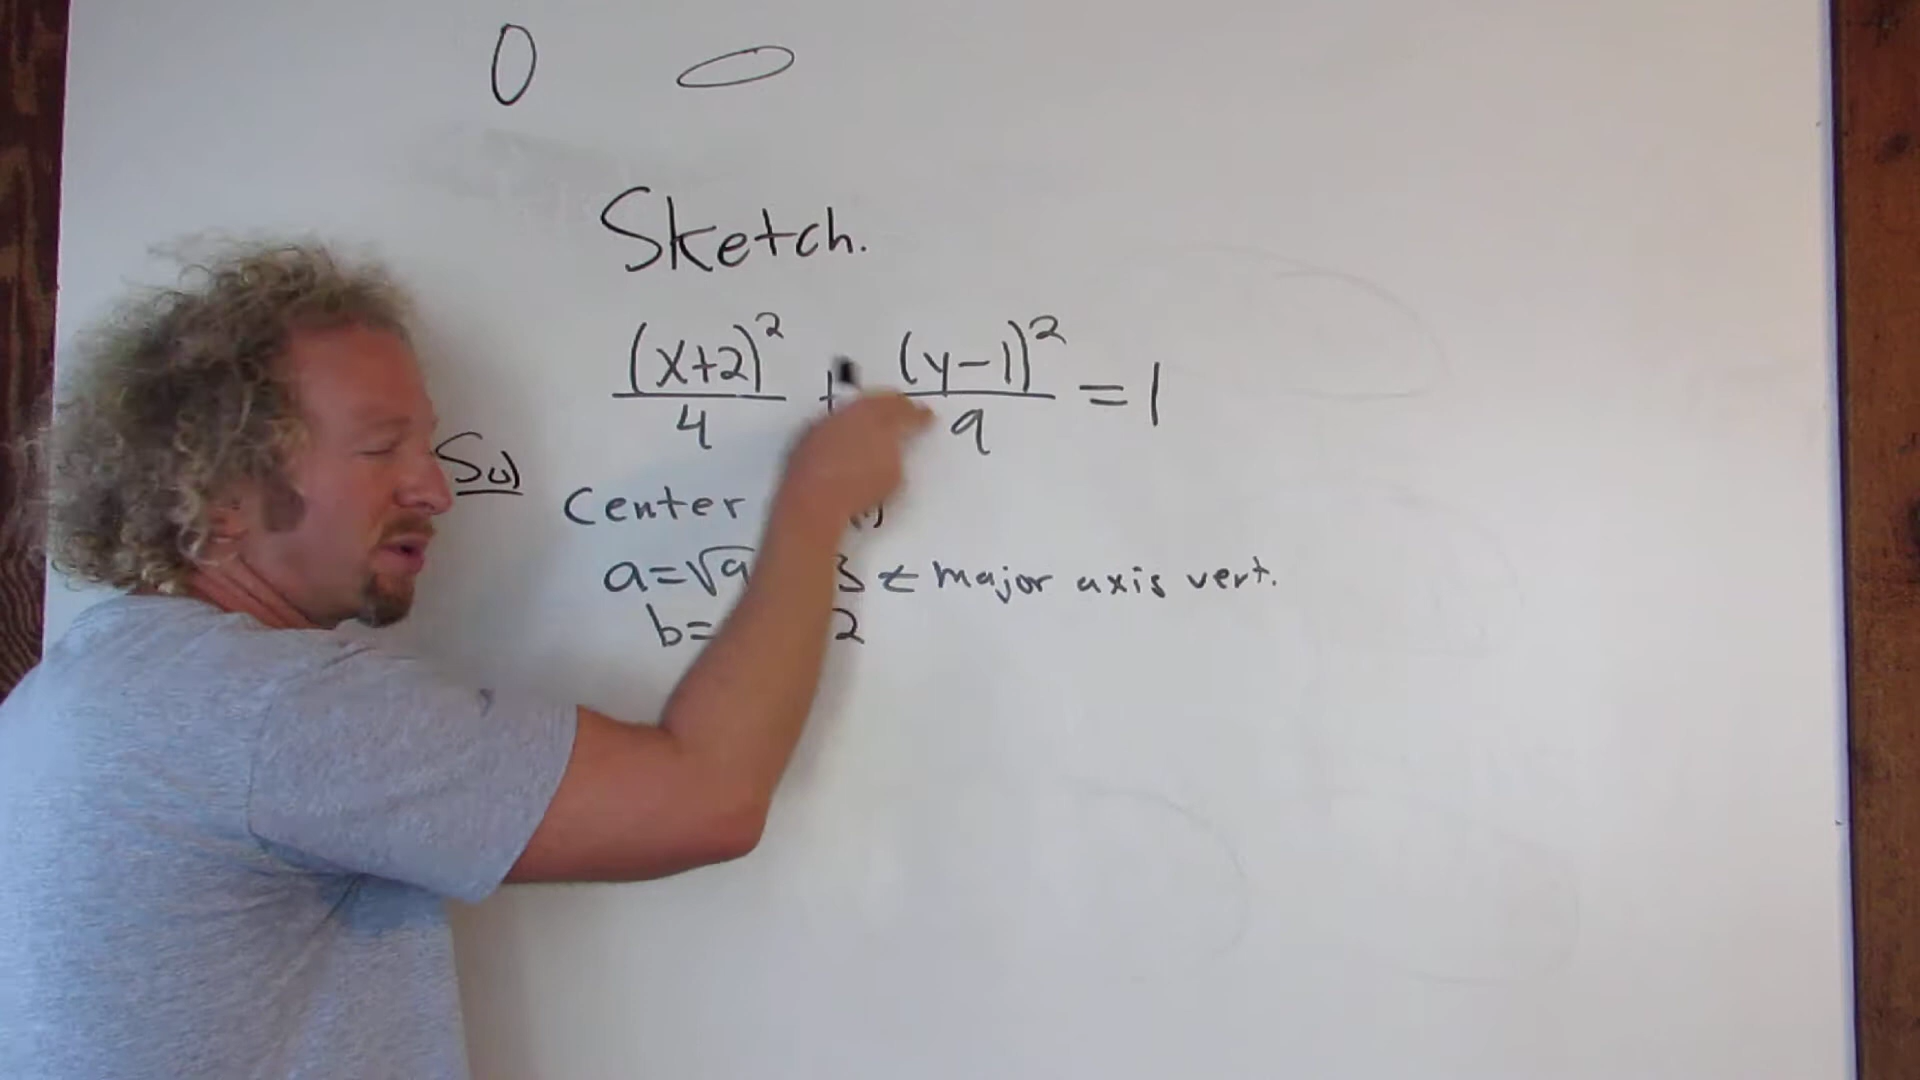 Sketch.
(x+2)²/4 + (y-1)²/9 = 1
Sol
Center
a=√9 3 ← major axis vert.
b= 2